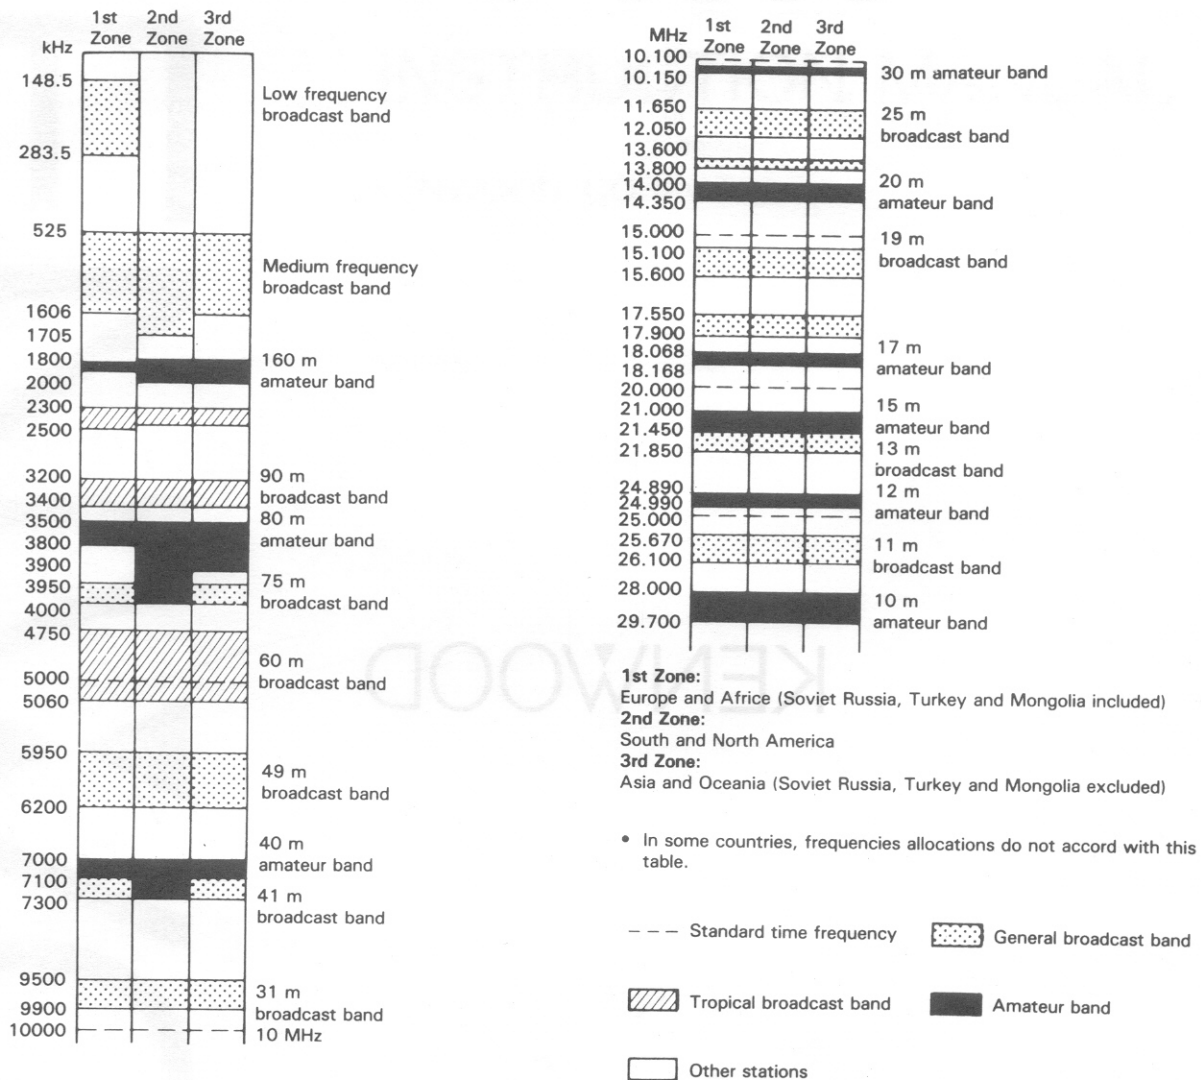 1st 2nd 3rd
kHz Zone Zone Zone
148.5
Low frequency
broadcast band
283.5
525
Medium frequency
broadcast band
1606
1705
1800 160 m
2000 amateur band
2300
2500
3200 90 m
3400 broadcast band
3500 80 m
3800 amateur band
3900
3950 75 m
4000 broadcast band
4750
60 m
5000 broadcast band
5060
5950
49 m
broadcast band
6200
40 m
7000 amateur band
7100
7300 41 m
broadcast band
9500
31 m
9900 broadcast band
10000 10 MHz
1st 2nd 3rd
MHz Zone Zone Zone
10.100
10.150 30 m amateur band
11.650
25 m
12.050 broadcast band
13.600
13.800
14.000 20 m
14.350 amateur band
15.000
19 m
15.100 broadcast band
15.600
17.550
17.900
18.068 17 m
18.168 amateur band
20.000
21.000 15 m
21.450 amateur band
21.850 13 m
broadcast band
24.890 12 m
24.990 amateur band
25.000
25.670 11 m
26.100 broadcast band
28.000
10 m
29.700 amateur band
KENWOOD
1st Zone:
Europe and Africe (Soviet Russia, Turkey and Mongolia included)
2nd Zone:
South and North America
3rd Zone:
Asia and Oceania (Soviet Russia, Turkey and Mongolia excluded)
• In some countries, frequencies allocations do not accord with this
table.
Standard time frequency General broadcast band
Tropical broadcast band Amateur band
Other stations